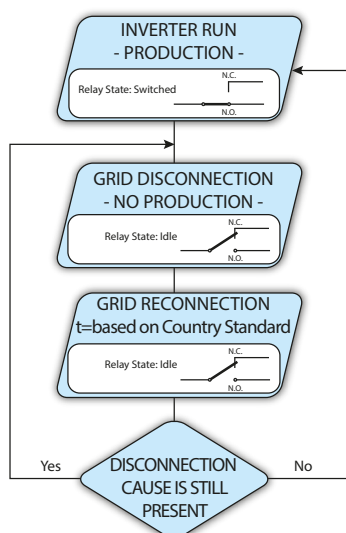 INVERTER RUN
- PRODUCTION -
N.C.
Relay State: Switched
N.O.
GRID DISCONNECTION
- NO PRODUCTION -
N.C.
Relay State: Idle
N.O.
GRID RECONNECTION
t=based on Country Standard
N.C.
Relay State: Idle
N.O.
Yes
DISCONNECTION
CAUSE IS STILL
PRESENT
No